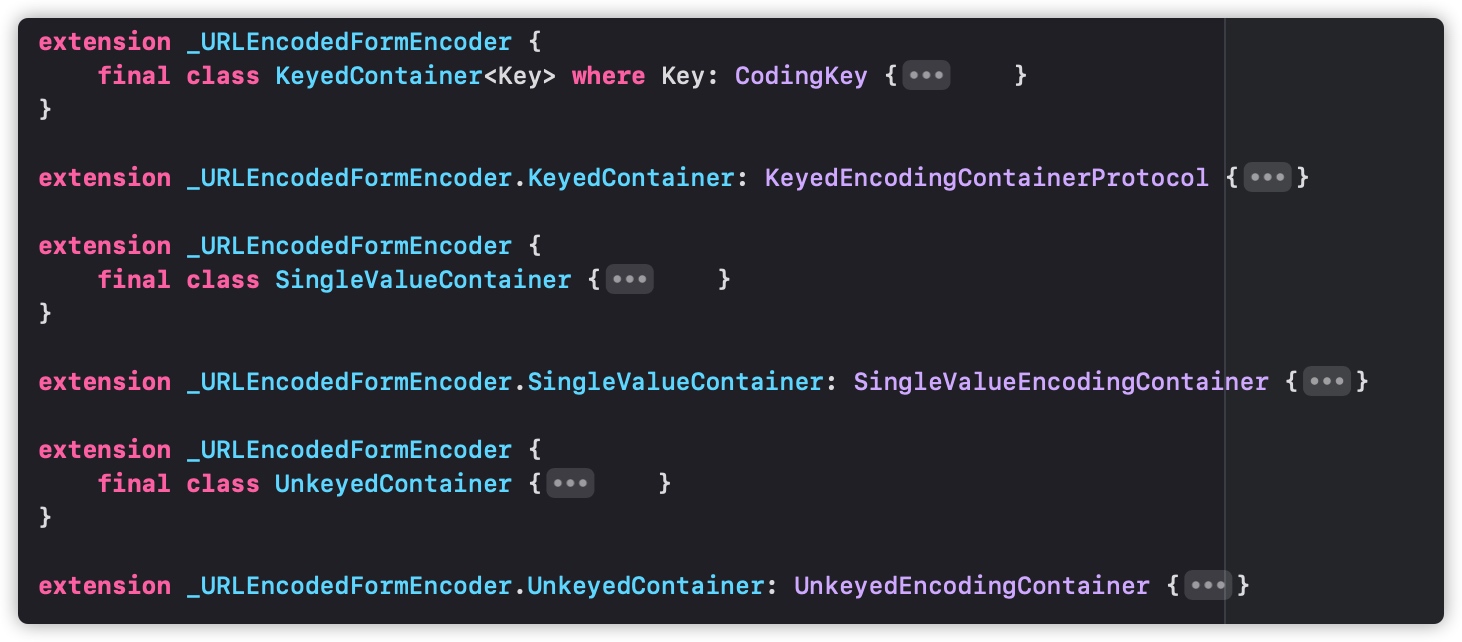 extension _URLEncodedFormEncoder {
    final class KeyedContainer<Key> where Key: CodingKey {•••    }
}

extension _URLEncodedFormEncoder.KeyedContainer: KeyedEncodingContainerProtocol {•••}

extension _URLEncodedFormEncoder {
    final class SingleValueContainer {•••    }
}

extension _URLEncodedFormEncoder.SingleValueContainer: SingleValueEncodingContainer {•••}

extension _URLEncodedFormEncoder {
    final class UnkeyedContainer {•••    }
}

extension _URLEncodedFormEncoder.UnkeyedContainer: UnkeyedEncodingContainer {•••}